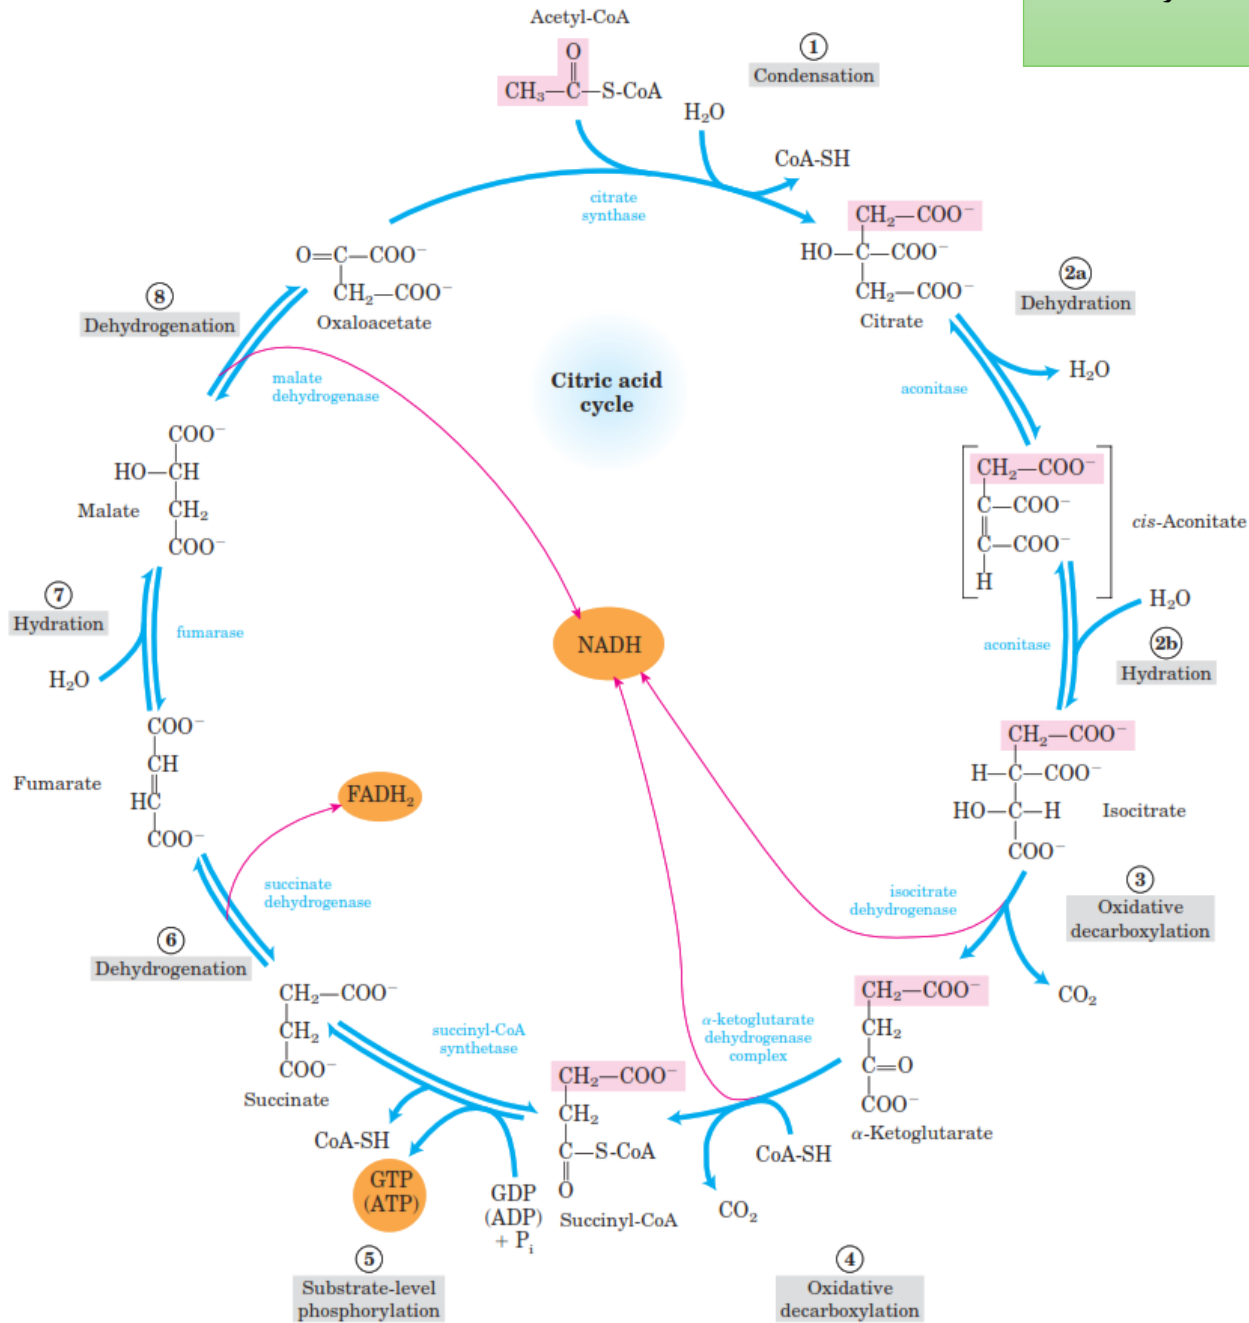 Acetyl-CoA
O
CH₃—C—S-CoA
1
Condensation
H₂O
CoA-SH
citrate
synthase
CH₂—COO⁻
HO—C—COO⁻
CH₂—COO⁻
Citrate
2a
Dehydration
H₂O
aconitase
CH₂—COO⁻
C—COO⁻
C—COO⁻
H
cis-Aconitate
H₂O
aconitase
2b
Hydration
CH₂—COO⁻
H—C—COO⁻
HO—C—H
COO⁻
Isocitrate
3
Oxidative
decarboxylation
isocitrate
dehydrogenase
CO₂
CH₂—COO⁻
CH₂
C=O
COO⁻
α-Ketoglutarate
α-ketoglutarate
dehydrogenase
complex
CoA-SH
CO₂
4
Oxidative
decarboxylation
CH₂—COO⁻
CH₂
C—S-CoA
O
Succinyl-CoA
succinyl-CoA
synthetase
GDP
(ADP)
+ Pᵢ
CoA-SH
GTP
(ATP)
5
Substrate-level
phosphorylation
CH₂—COO⁻
CH₂
COO⁻
Succinate
6
Dehydrogenation
succinate
dehydrogenase
FADH₂
COO⁻
CH
HC
COO⁻
Fumarate
7
Hydration
H₂O
fumarase
COO⁻
HO—CH
CH₂
COO⁻
Malate
8
Dehydrogenation
malate
dehydrogenase
O=C—COO⁻
CH₂—COO⁻
Oxaloacetate
Citric acid
cycle
NADH